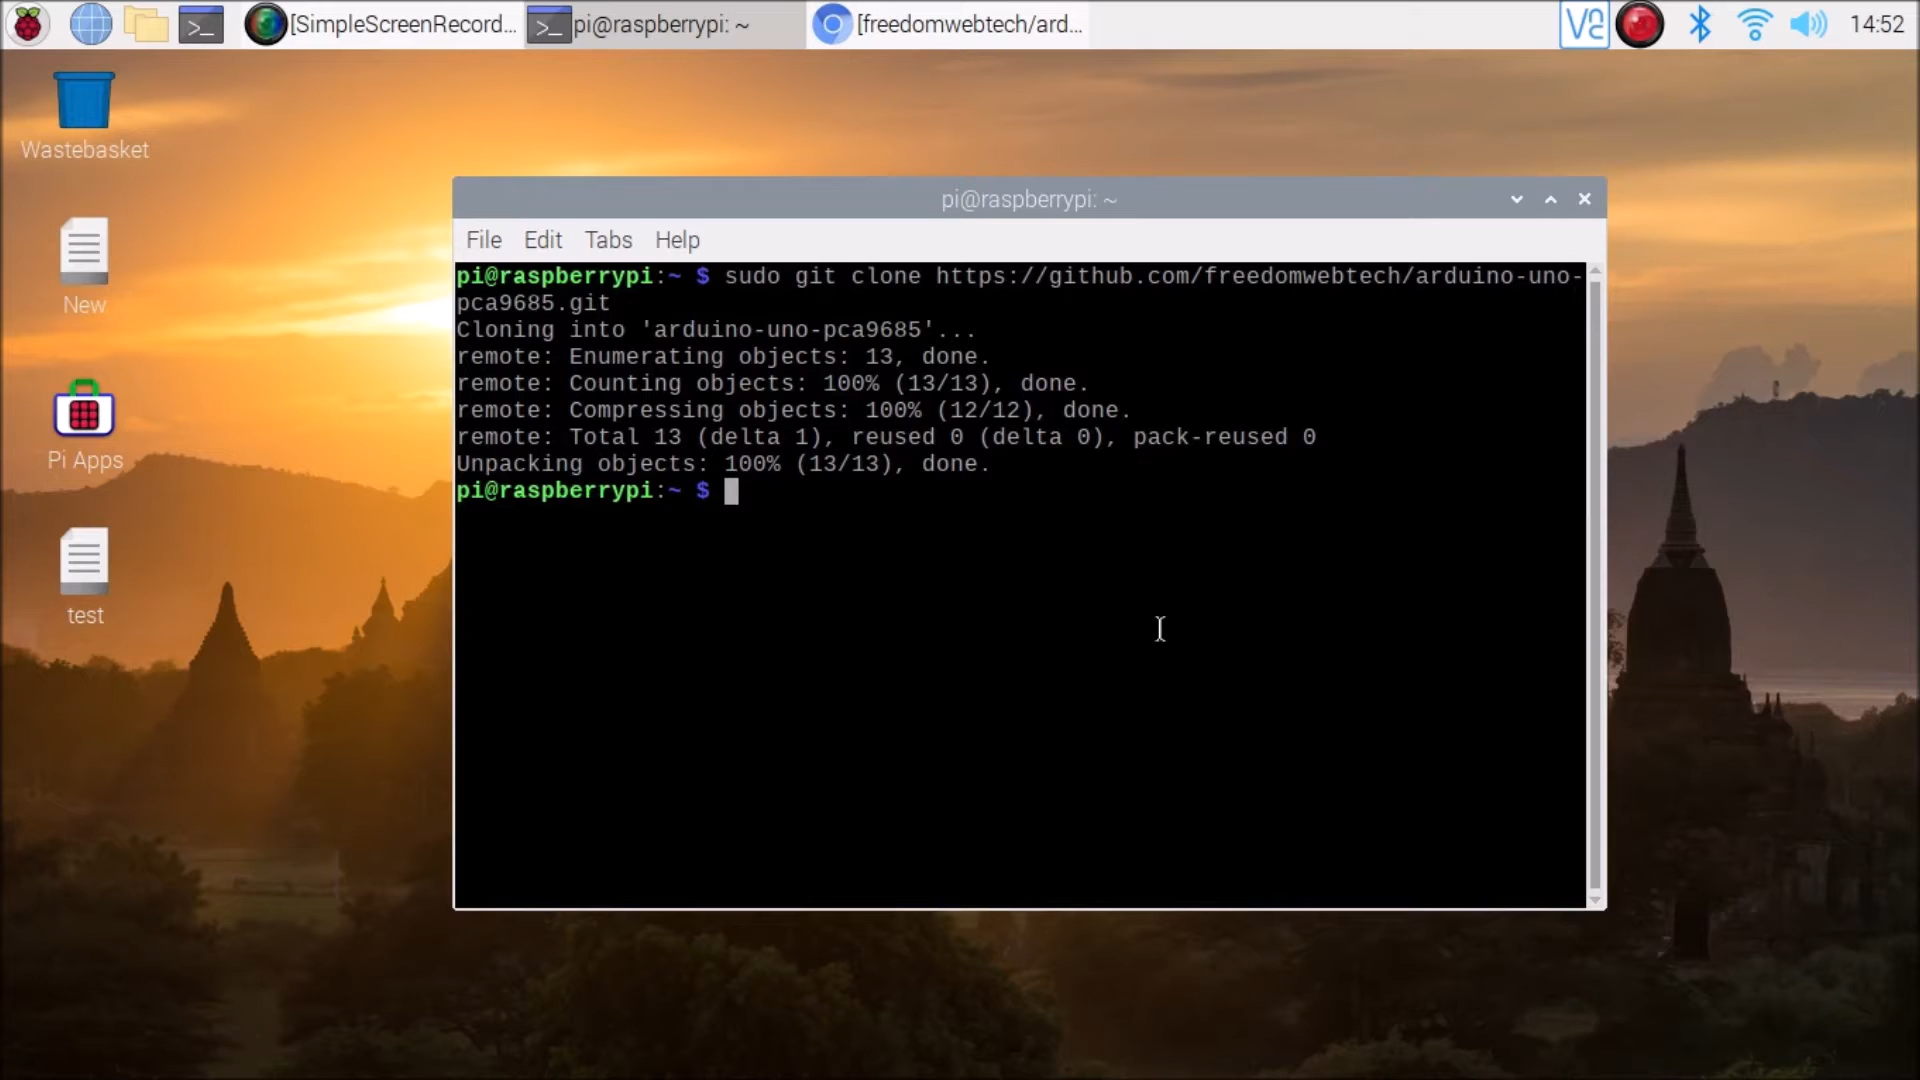 [SimpleScreenRecord...
pi@raspberrypi: ~
[freedomwebtech/ard...
14:52
Wastebasket
New
Pi Apps
test
pi@raspberrypi: ~
File Edit Tabs Help
pi@raspberrypi:~ $ sudo git clone https://github.com/freedomwebtech/arduino-uno-
pca9685.git
Cloning into 'arduino-uno-pca9685'...
remote: Enumerating objects: 13, done.
remote: Counting objects: 100% (13/13), done.
remote: Compressing objects: 100% (12/12), done.
remote: Total 13 (delta 1), reused 0 (delta 0), pack-reused 0
Unpacking objects: 100% (13/13), done.
pi@raspberrypi:~ $